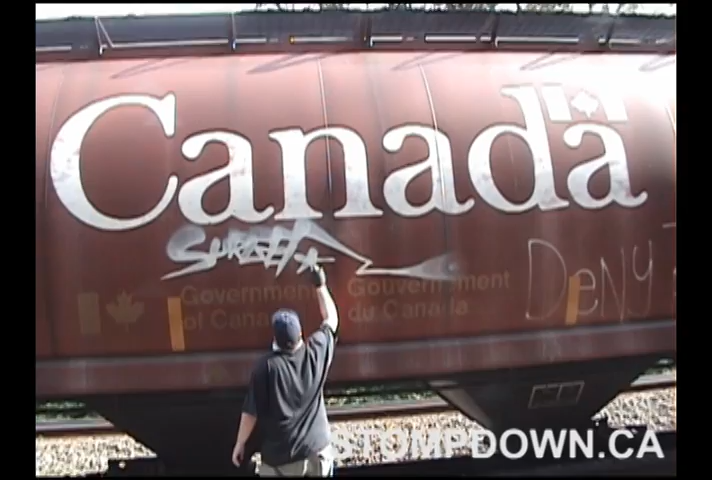 Canada
Government of Canada
Gouvernement du Canada
DeNy
STOMPDOWN.CA